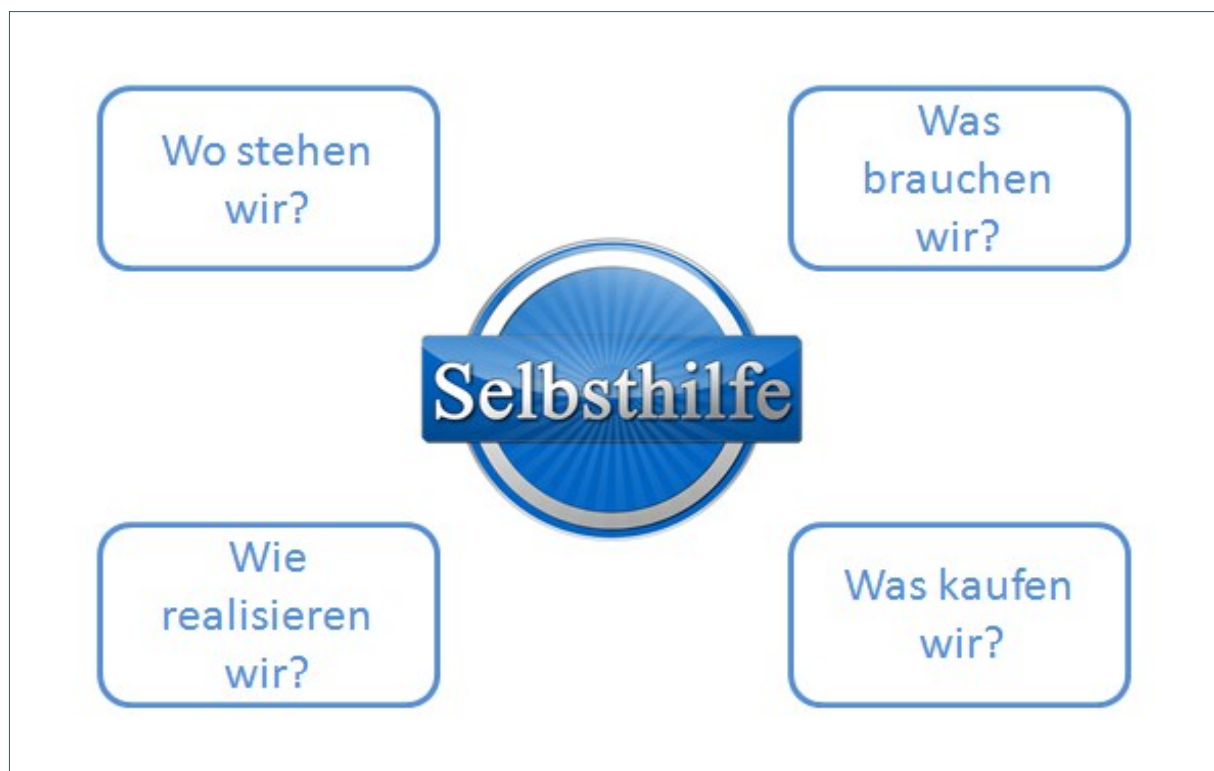 Wo stehen
wir?
Was
brauchen
wir?
Selbsthilfe
Wie
realisieren
wir?
Was kaufen
wir?